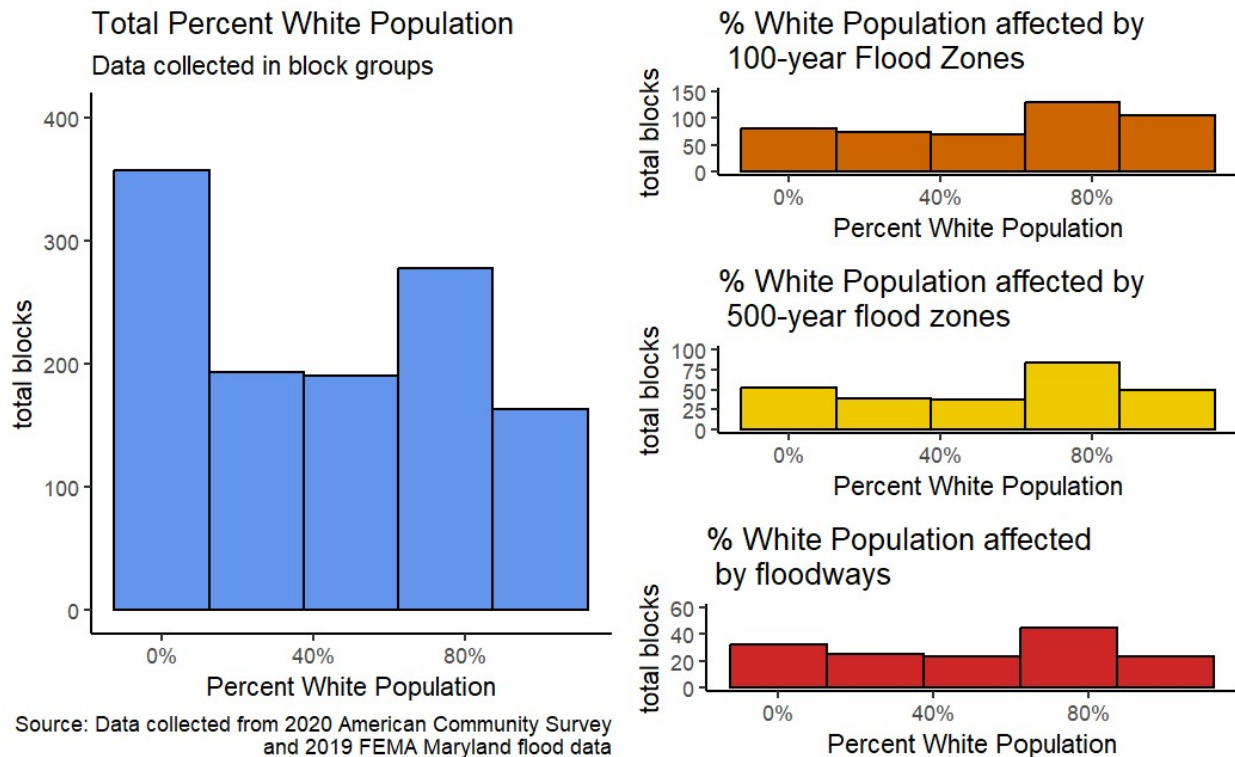 Total Percent White Population
Data collected in block groups
total blocks
400
300
200
100
0
0%
40%
80%
Percent White Population
Source: Data collected from 2020 American Community Survey
and 2019 FEMA Maryland flood data
% White Population affected by
100-year Flood Zones
total blocks
150
100
50
0
0%
40%
80%
Percent White Population
% White Population affected by
500-year flood zones
total blocks
100
75
50
25
0
0%
40%
80%
Percent White Population
% White Population affected
by floodways
total blocks
60
40
20
0
0%
40%
80%
Percent White Population